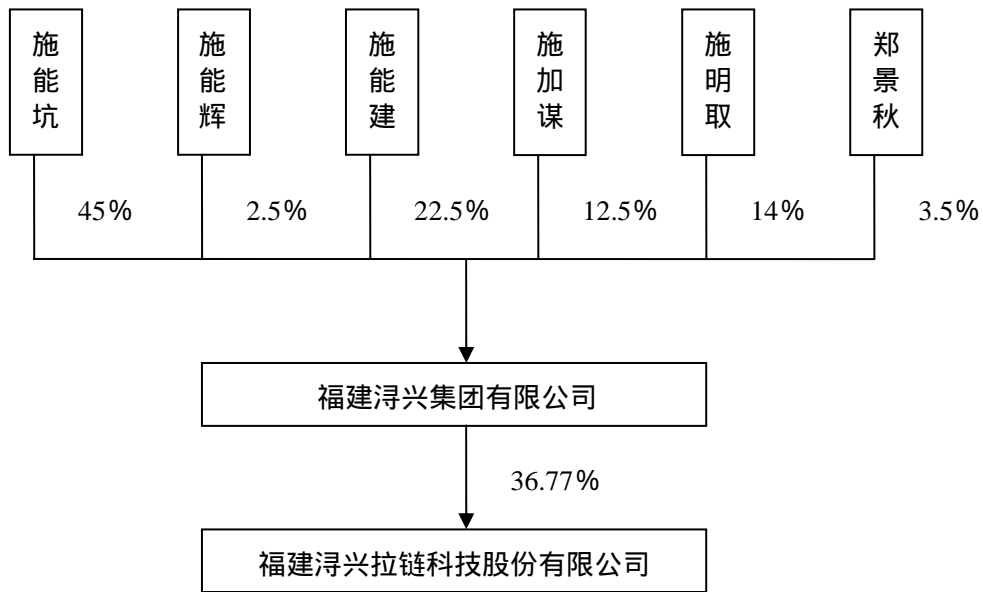 施能坑
施能辉
施能建
施加谋
施明取
郑景秋
45%
2.5%
22.5%
12.5%
14%
3.5%
福建浔兴集团有限公司
36.77%
福建浔兴拉链科技股份有限公司